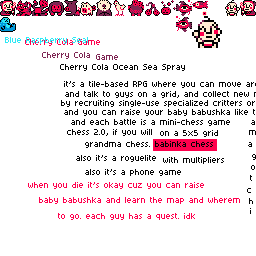 Blue Raspberry
Cherry Cola Game
Cherry Cola Game
Cherry Cola Ocean Sea Spray
it's a tile-based RPG where you can move ar
and talk to guys on a grid, and collect new
by recruiting single-use specialized critters or
and you can raise your baby babushka like t
and each battle is a mini-chess game a
chess 2.0, if you will on a 5x5 grid m
grandma chess. babinka chess a
also it's a roguelite with multipliers g
o
also it's a phone game t
when you die it's okay cuz you can raise c
baby babushka and learn the map and wherem h
i
to go. each guy has a quest. idk